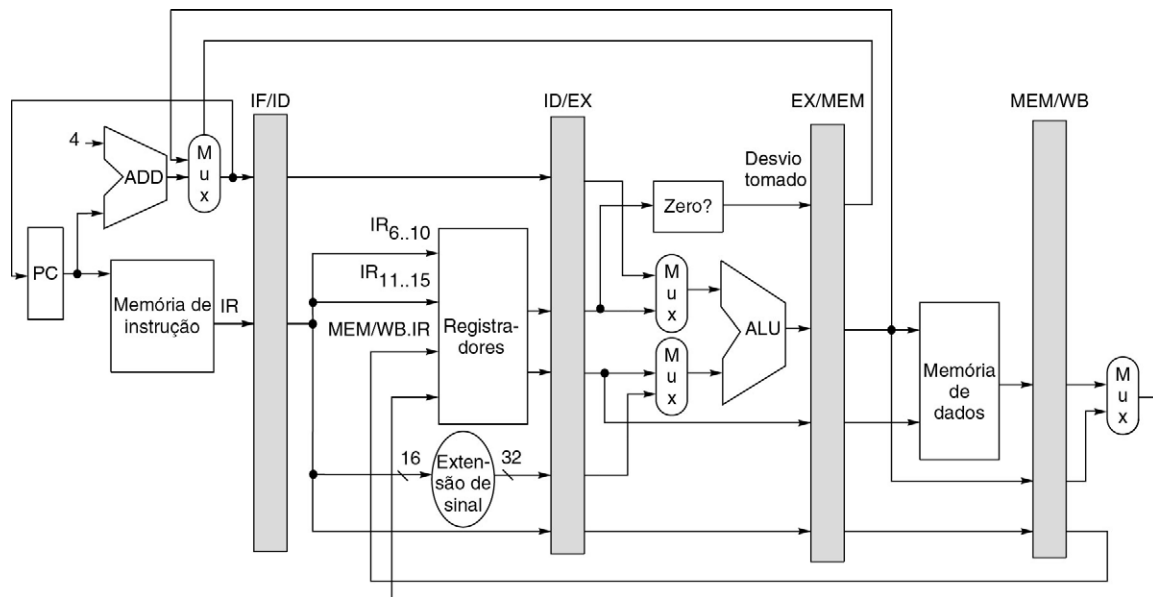 IF/ID
ID/EX
EX/MEM
MEM/WB
4
ADD
M
u
x
PC
Memória de
instrução
IR
IR6..10
IR11..15
MEM/WB.IR
Registra-
dores
16
Exten-
são de
sinal
32
Zero?
Desvio
tomado
M
u
x
M
u
x
ALU
Memória
de
dados
M
u
x